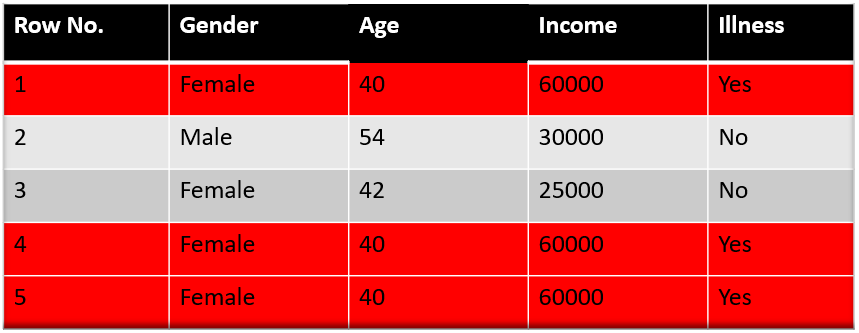 Row No. Gender Age Income Illness
1 Female 40 60000 Yes
2 Male 54 30000 No
3 Female 42 25000 No
4 Female 40 60000 Yes
5 Female 40 60000 Yes